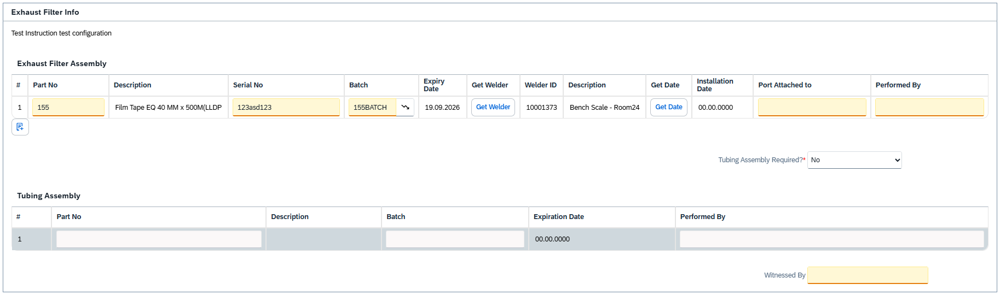 Exhaust Filter Info
Test Instruction test configuration
Exhaust Filter Assembly
# Part No Description Serial No Batch Expiry Date Get Welder Welder ID Description Get Date Installation Date Port Attached to Performed By
1 155 Film Tape EQ 40 MM x 500M(LLDP 123asd123 155BATCH 19.09.2026 Get Welder 10001373 Bench Scale - Room24 Get Date 00.00.0000
Tubing Assembly Required?* No
Tubing Assembly
# Part No Description Batch Expiration Date Performed By
1 00.00.0000
Witnessed By